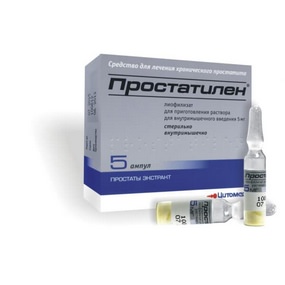 Средство для лечения хронического простатита
Простатилен®
лиофилизат
для приготовления раствора
для внутримышечного введения 5 мг
стерильно
внутримышечно
5 ампул
ПРОСТАТЫ ЭКСТРАКТ
Цитомед